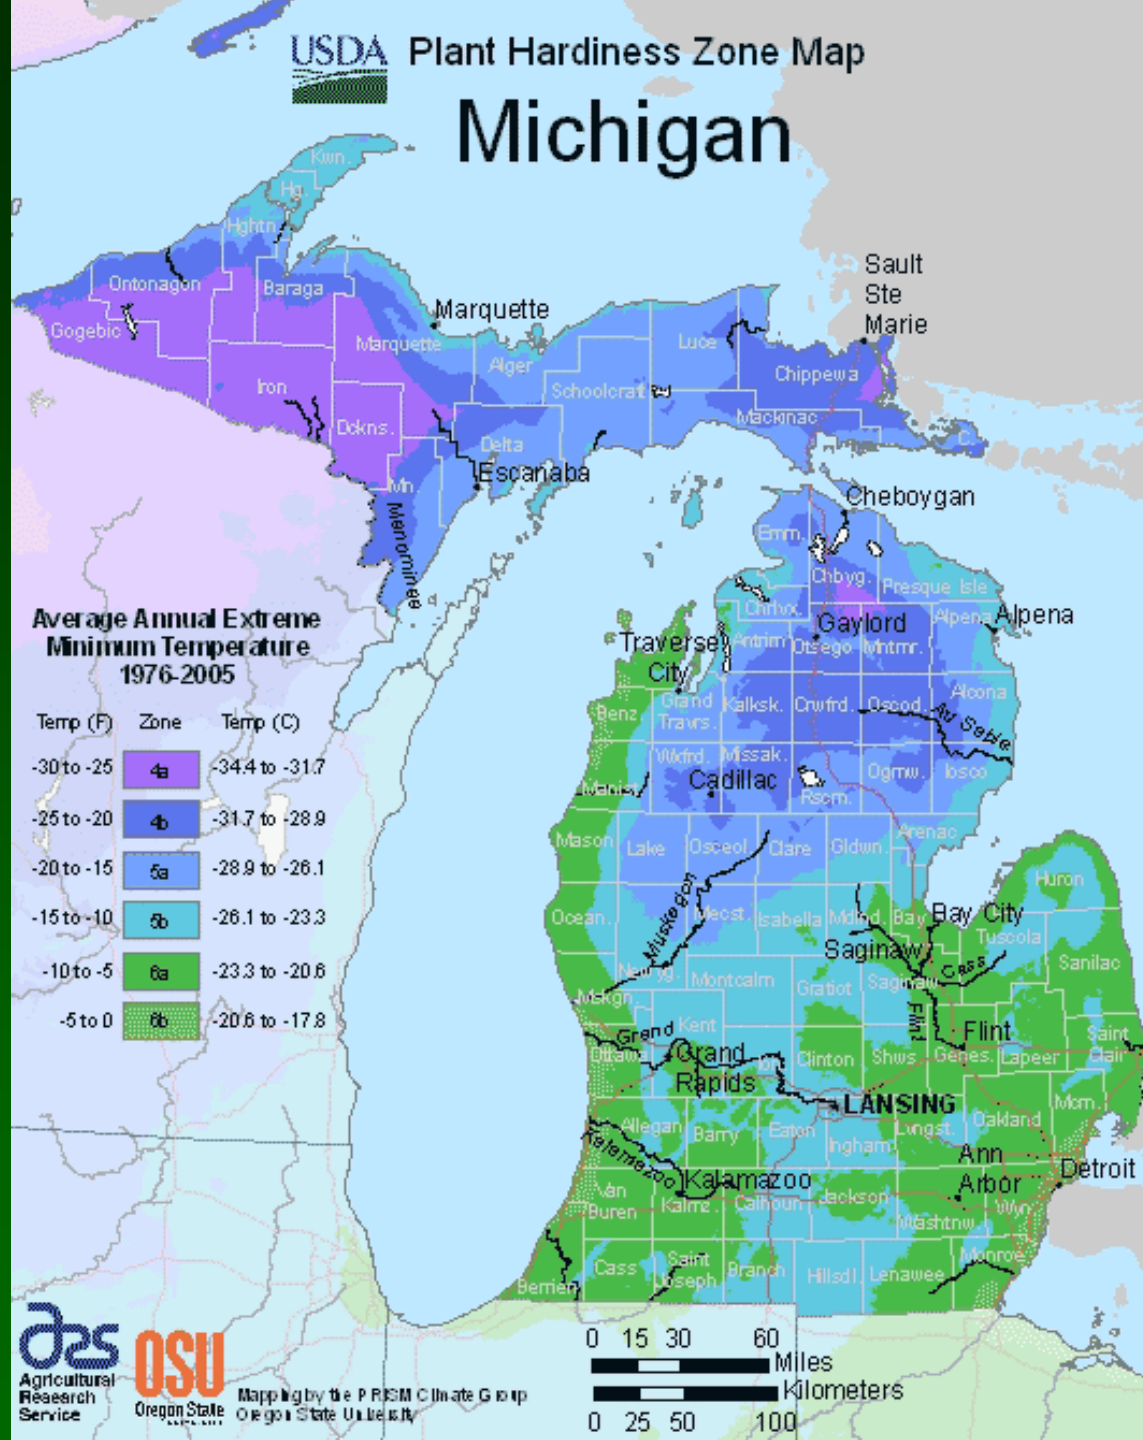 USDA Plant Hardiness Zone Map
Michigan
Kwn.
Hg.
Hghtn.
Ontonagon
Baraga
Gogebic
Marquette
Marquette
Alger
Luce
Sault
Ste
Marie
Iron
Schoolcraft
Chippewa
Dckns.
Mackinac
Delta
C.
Escanaba
Mn.
Menominee
Cheboygan
Emm.
Chbyg.
Presque Isle
Chrlvx.
Alpena
Alpena
Gaylord
Traverse
City
Antrim
Otsego
Mntmr.
Benz
Grand
Travrs.
Kalksk.
Crwfrd.
Oscod.
Alcona
Au Sable
Wxfrd.
Missak.
Cadillac
Rscm.
Ogmw.
Iosco
Manist.
Mason
Lake
Osceol.
Clare
Gldwn.
Arenac
Huron
Ocean.
Muskegon
Mecst.
Isabella
Mdlnd.
Bay
Bay City
Tuscola
Saginaw
Cass
Sanilac
Newyg.
Montcalm
Gratiot
Saginaw
Mskgn.
Flint
Grand
Kent
Flint
Ottawa
Grand
Rapids
Ion.
Clinton
Shws.
Genes.
Lapeer
Saint
Clair
LANSING
Mcm.
Allegan
Barry
Eaton
Ingham
Lvngst.
Oakland
Ann
Arbor
Detroit
Kalamazoo
Kalamazoo
Van
Buren
Kalmz.
Calhoun
Jackson
Washtnw.
Wyn.
Berrien
Cass
Saint
Joseph
Branch
Hillsdl.
Lenawee
Monroe
Average Annual Extreme
Minimum Temperature
1976-2005
Temp (F) Zone Temp (C)
-30 to -25 4a -34.4 to -31.7
-25 to -20 4b -31.7 to -28.9
-20 to -15 5a -28.9 to -26.1
-15 to -10 5b -26.1 to -23.3
-10 to -5 6a -23.3 to -20.6
-5 to 0 6b -20.6 to -17.8
0 15 30 60
Miles
Kilometers
0 25 50 100
ars
Agricultural
Research
Service
OSU
Oregon State
Mapping by the PRISM Climate Group
Oregon State University